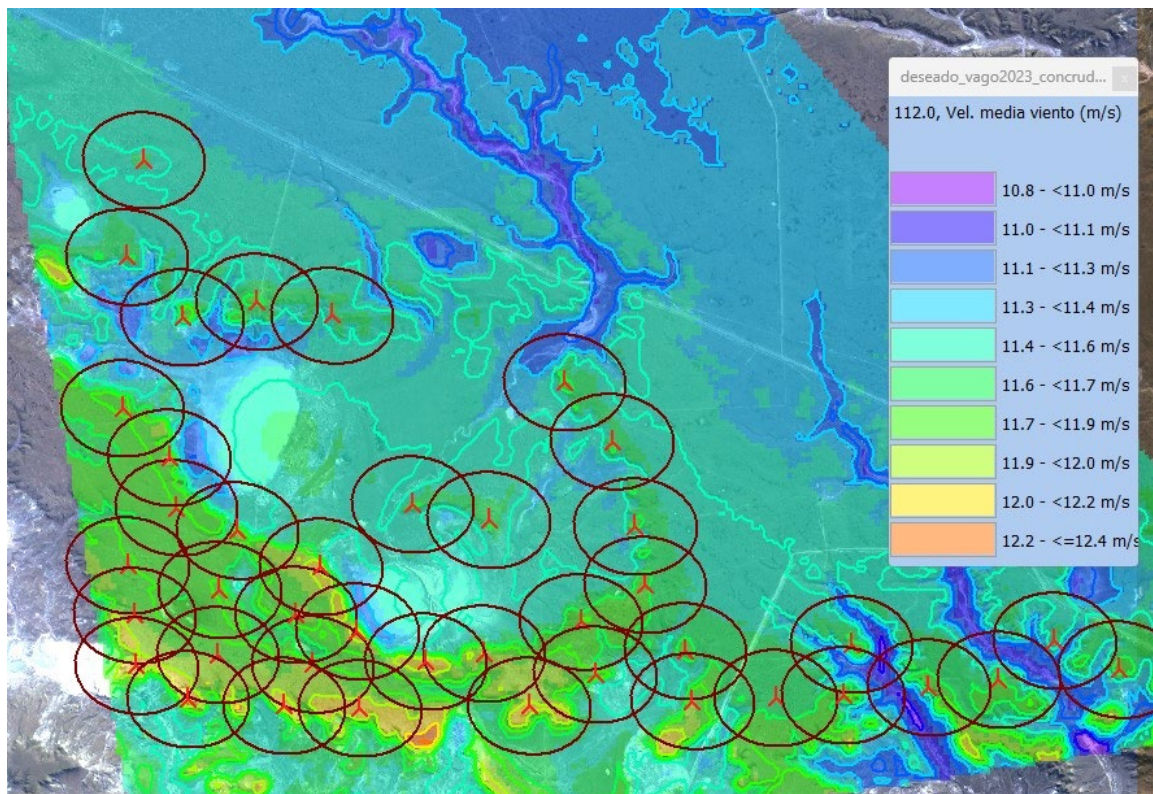 deseado_vago2023_concrud...
x
112.0, Vel. media viento (m/s)
10.8 - <11.0 m/s
11.0 - <11.1 m/s
11.1 - <11.3 m/s
11.3 - <11.4 m/s
11.4 - <11.6 m/s
11.6 - <11.7 m/s
11.7 - <11.9 m/s
11.9 - <12.0 m/s
12.0 - <12.2 m/s
12.2 - <=12.4 m/s